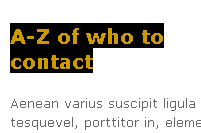 A-Z of who to
contact
Aenean varius suscipit ligula
tesquevel, porttitor in, eleme